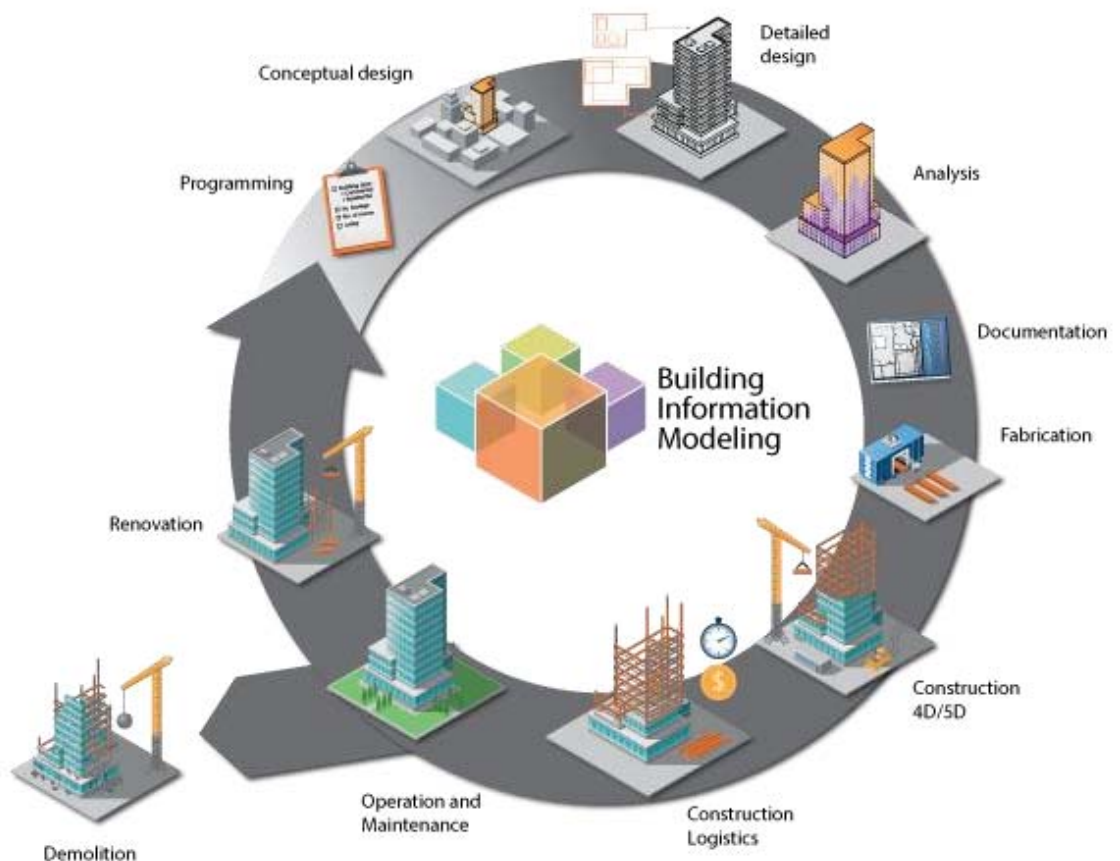 Detailed
design
Conceptual design
Programming
Analysis
Documentation
Building
Information
Modeling
Fabrication
Renovation
Construction
4D/5D
Operation and
Maintenance
Construction
Logistics
Demolition
$